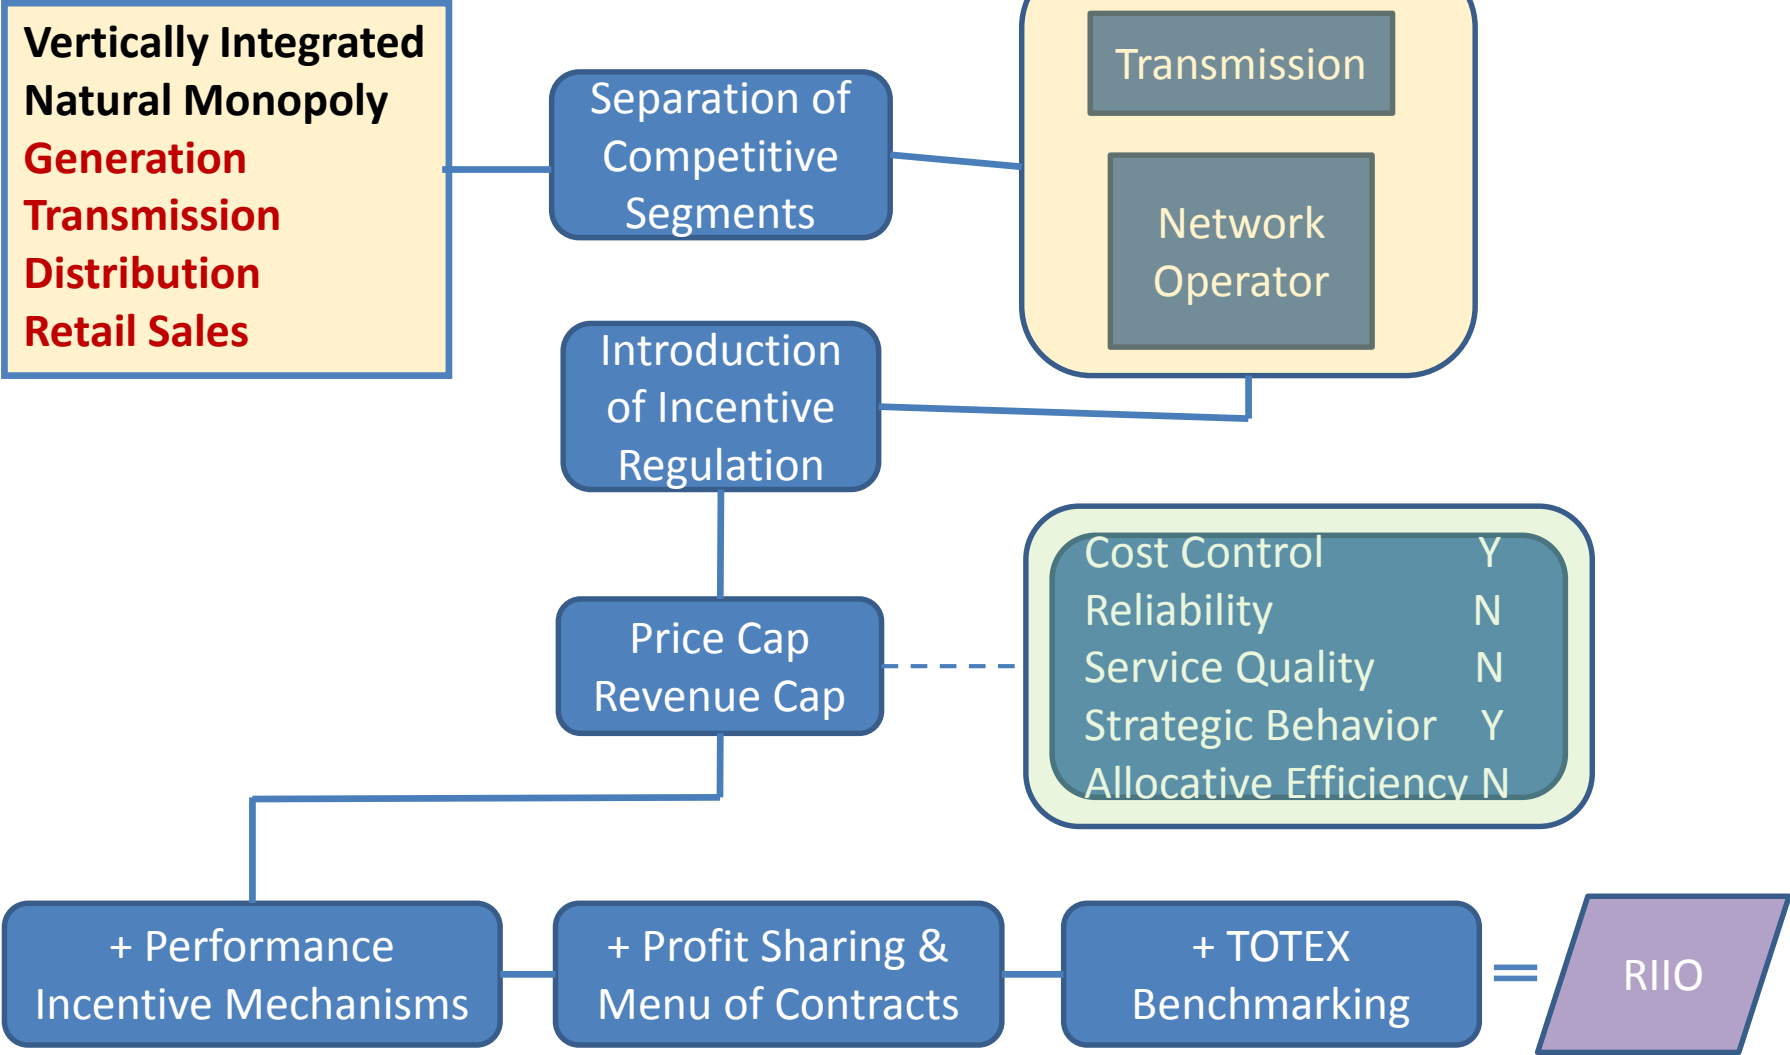 Vertically Integrated
Natural Monopoly
Generation
Transmission
Distribution
Retail Sales
Separation of
Competitive
Segments
Transmission
Network
Operator
Introduction
of Incentive
Regulation
Price Cap
Revenue Cap
Cost Control Y
Reliability N
Service Quality N
Strategic Behavior Y
Allocative Efficiency N
+ Performance
Incentive Mechanisms
+ Profit Sharing &
Menu of Contracts
+ TOTEX
Benchmarking
=
RIIO